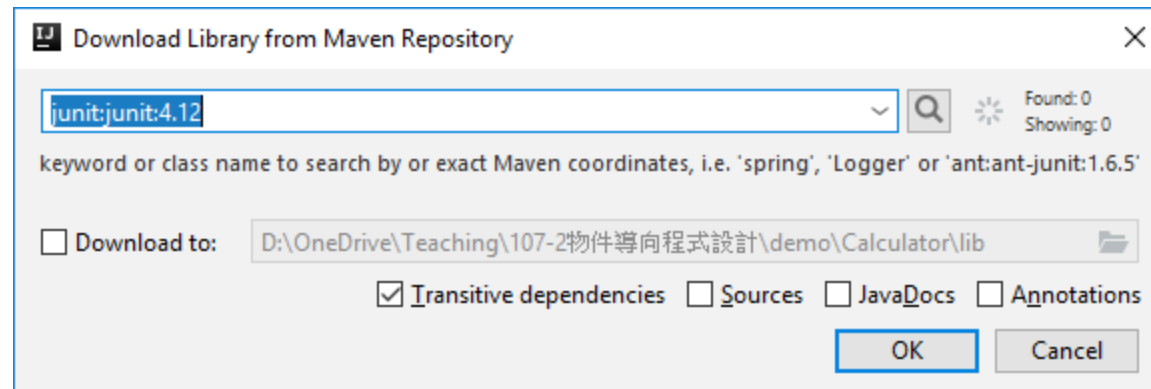 IJ Download Library from Maven Repository
junit:junit:4.12
Found: 0
Showing: 0
keyword or class name to search by or exact Maven coordinates, i.e. 'spring', 'Logger' or 'ant:ant-junit:1.6.5'
Download to: D:\OneDrive\Teaching\107-2物件導向程式設計\demo\Calculator\lib
Transitive dependencies Sources JavaDocs Annotations
OK Cancel